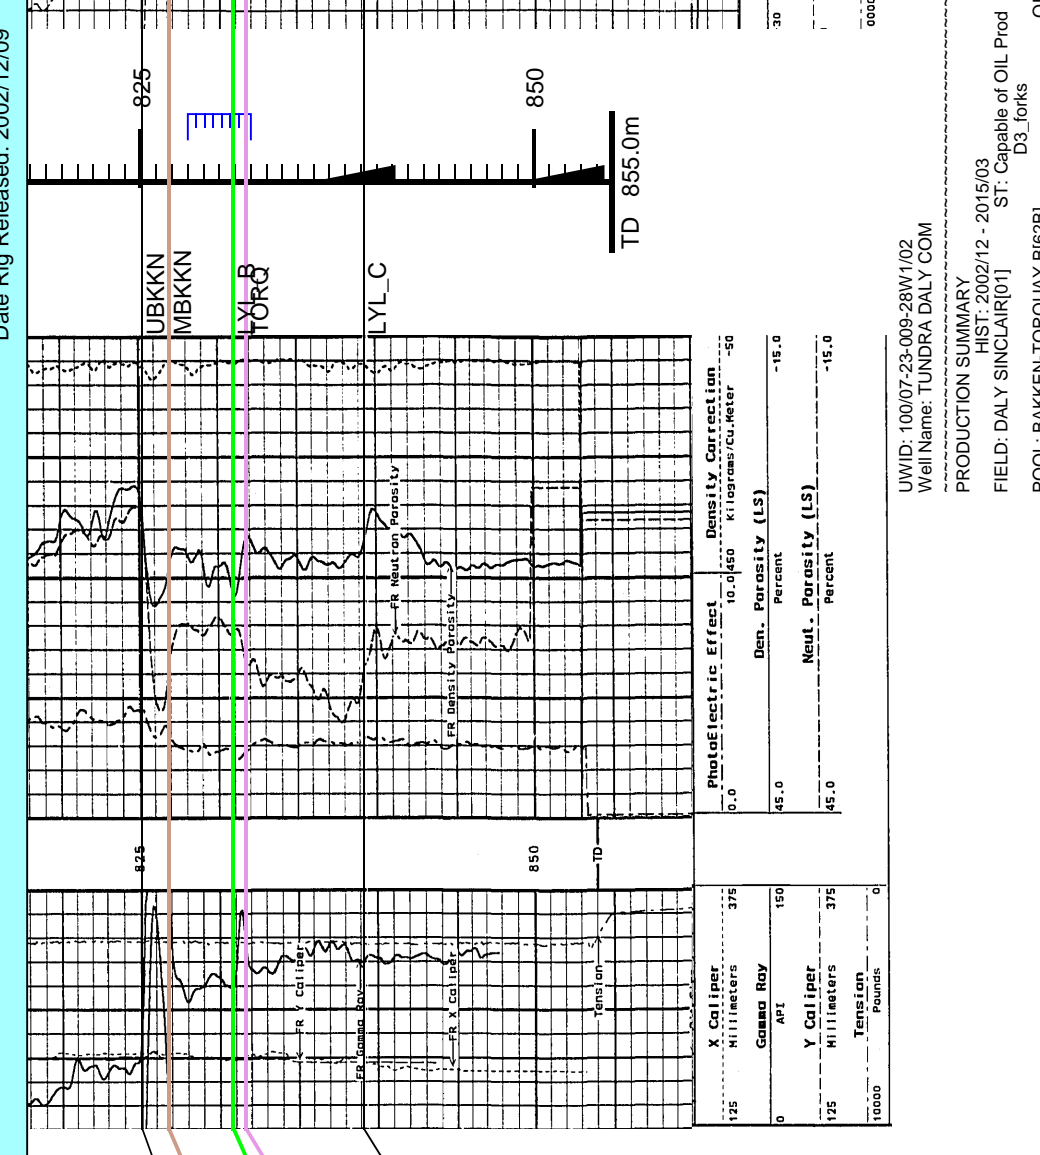 Date Rig Released: 2002/12/09
825
850
TD 855.0m
UBKKN
MBKKN
LYL_B
TORQ
LYL_C
FR Neutron Porosity
FR Density Porosity
Density Correction
450 Kilograms/Cu.Meter -50
PhotoElectric Effect
0.0 10.0
Den. Porosity (LS)
45.0 Percent -15.0
Neut. Porosity (LS)
45.0 Percent -15.0
825
850
TD
FR Y Caliper
FR Gamma Ray
FR X Caliper
Tension
X Caliper
125 Millimeters 375
Gamma Ray
0 API 150
Y Caliper
125 Millimeters 375
Tension
10000 Pounds 0
UWID: 100/07-23-009-28W1/02
Well Name: TUNDRA DALY COM
~~~~~~~~~~~~~~~~~~~~~~~~~~~~~~~~~~~~
PRODUCTION SUMMARY
HIST: 2002/12 - 2015/03
FIELD: DALY SINCLAIR[01] ST: Capable of OIL Prod
D3_forks
POOL: BAKKEN-TORQUAY B[62B]